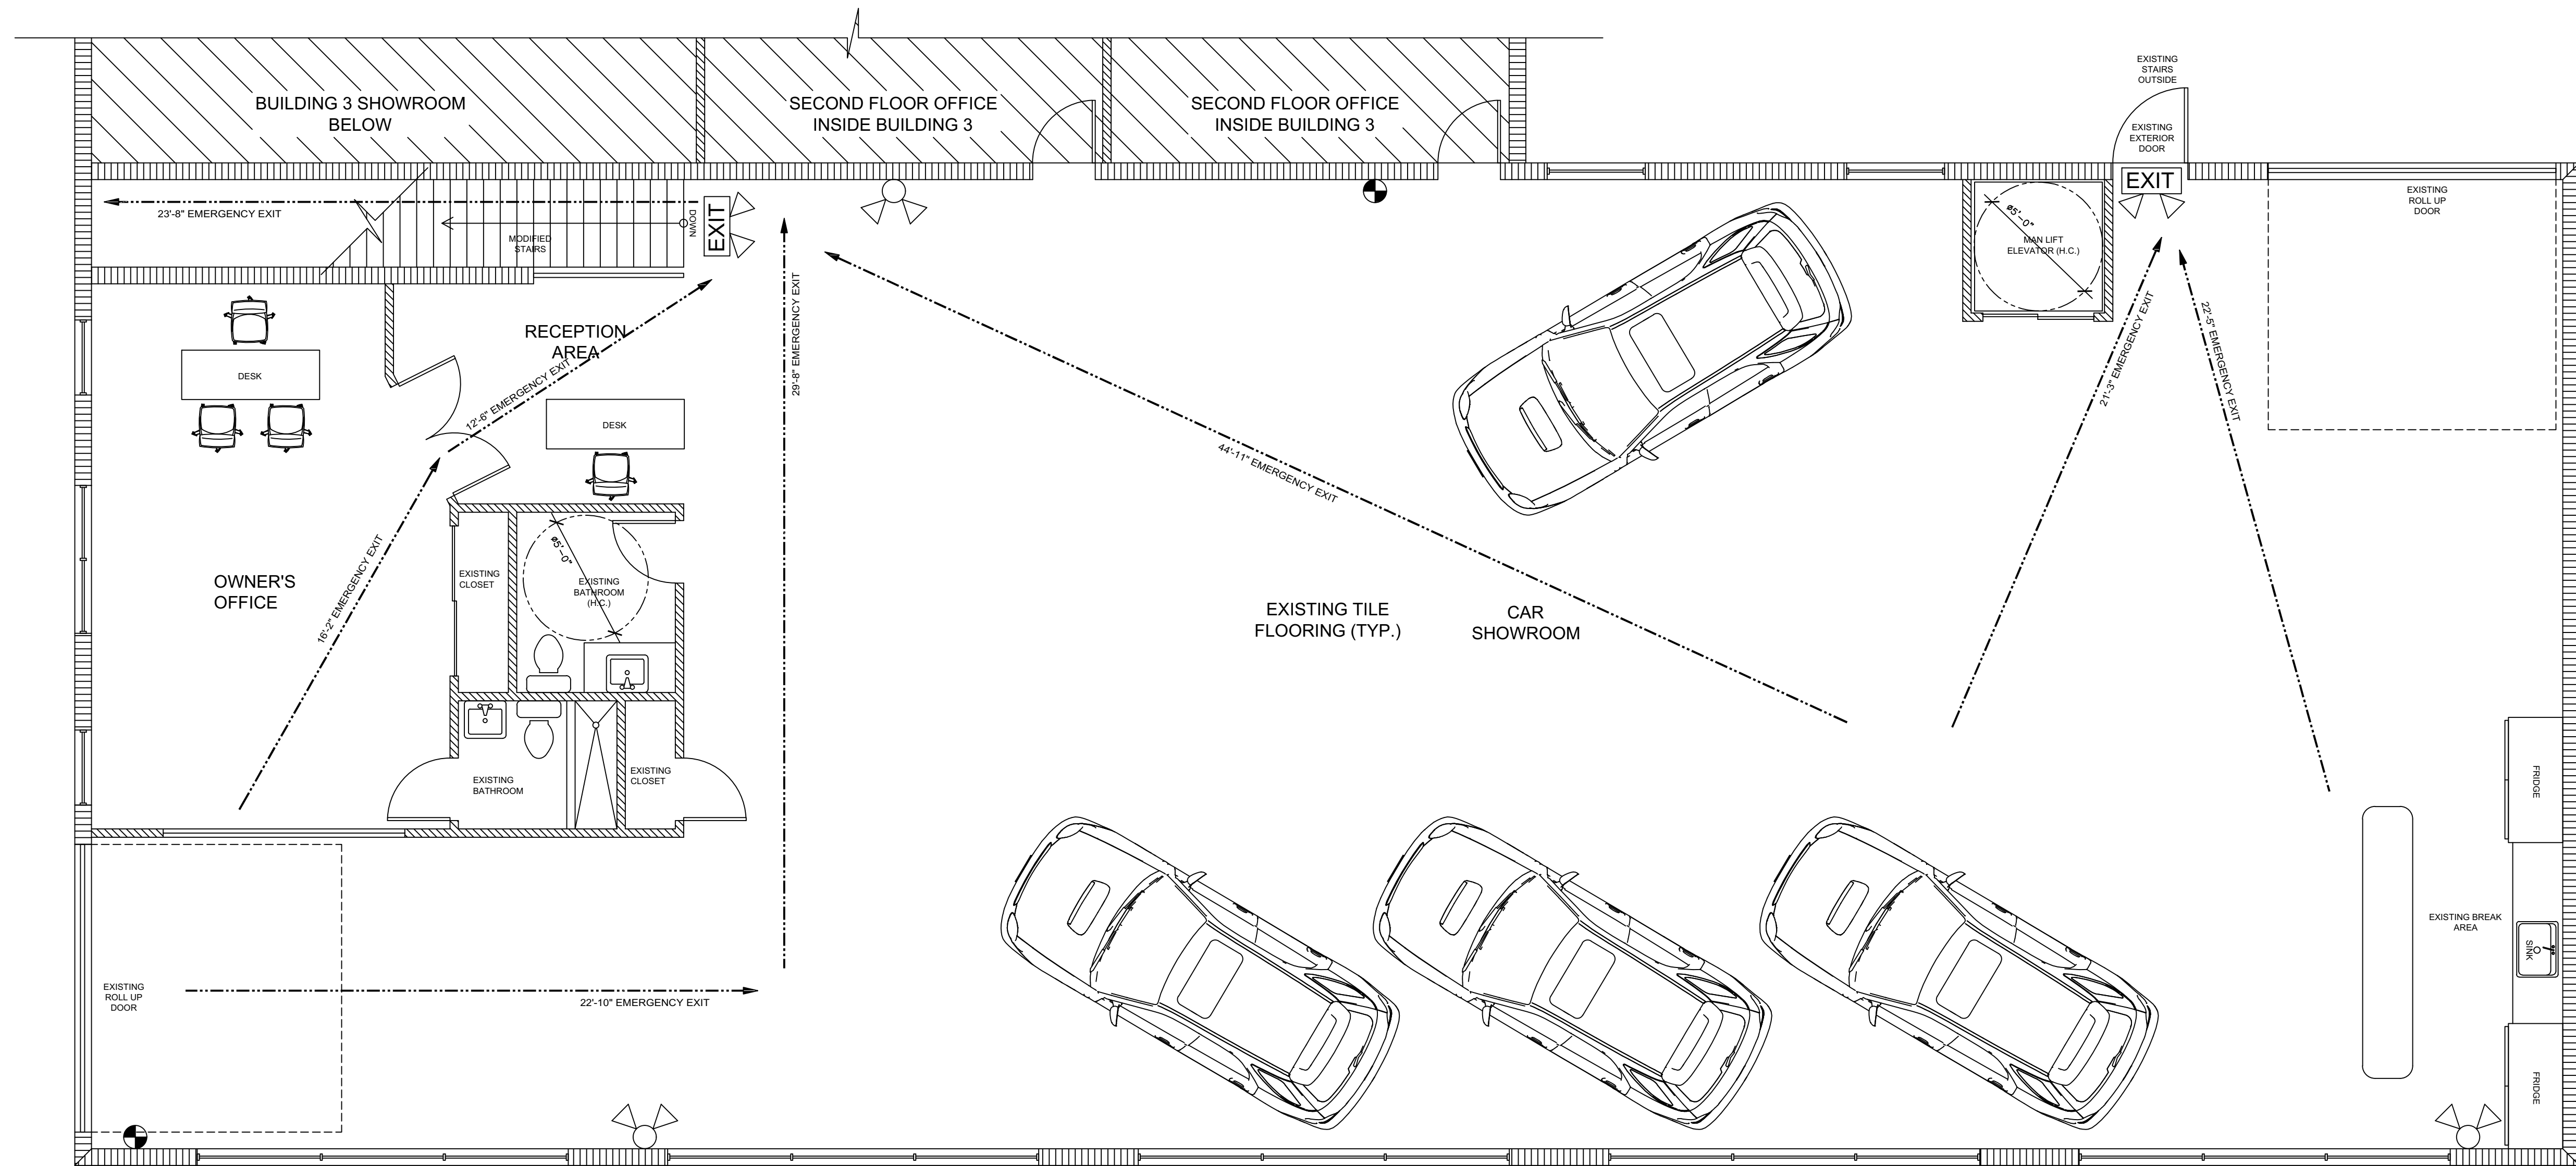 EXISTING
STAIRS
OUTSIDE
BUILDING 3 SHOWROOM
BELOW
SECOND FLOOR OFFICE
INSIDE BUILDING 3
SECOND FLOOR OFFICE
INSIDE BUILDING 3
EXISTING
EXTERIOR
DOOR
EXIT
EXISTING
ROLL UP
DOOR
23'-8" EMERGENCY EXIT
MODIFIED
STAIRS
DOWN
EXIT
ø5'-0"
MAN LIFT
ELEVATOR (H.C.)
29'-8" EMERGENCY EXIT
RECEPTION
AREA
DESK
12'-6" EMERGENCY EXIT
DESK
44'-11" EMERGENCY EXIT
21'-3" EMERGENCY EXIT
22'-5" EMERGENCY EXIT
OWNER'S
OFFICE
16'-2" EMERGENCY EXIT
EXISTING
CLOSET
ø5'-0"
EXISTING
BATHROOM
(H.C.)
EXISTING TILE
FLOORING (TYP.)
CAR
SHOWROOM
EXISTING
BATHROOM
EXISTING
CLOSET
FRIDGE
EXISTING BREAK
AREA
SINK
EXISTING
ROLL UP
DOOR
22'-10" EMERGENCY EXIT
FRIDGE